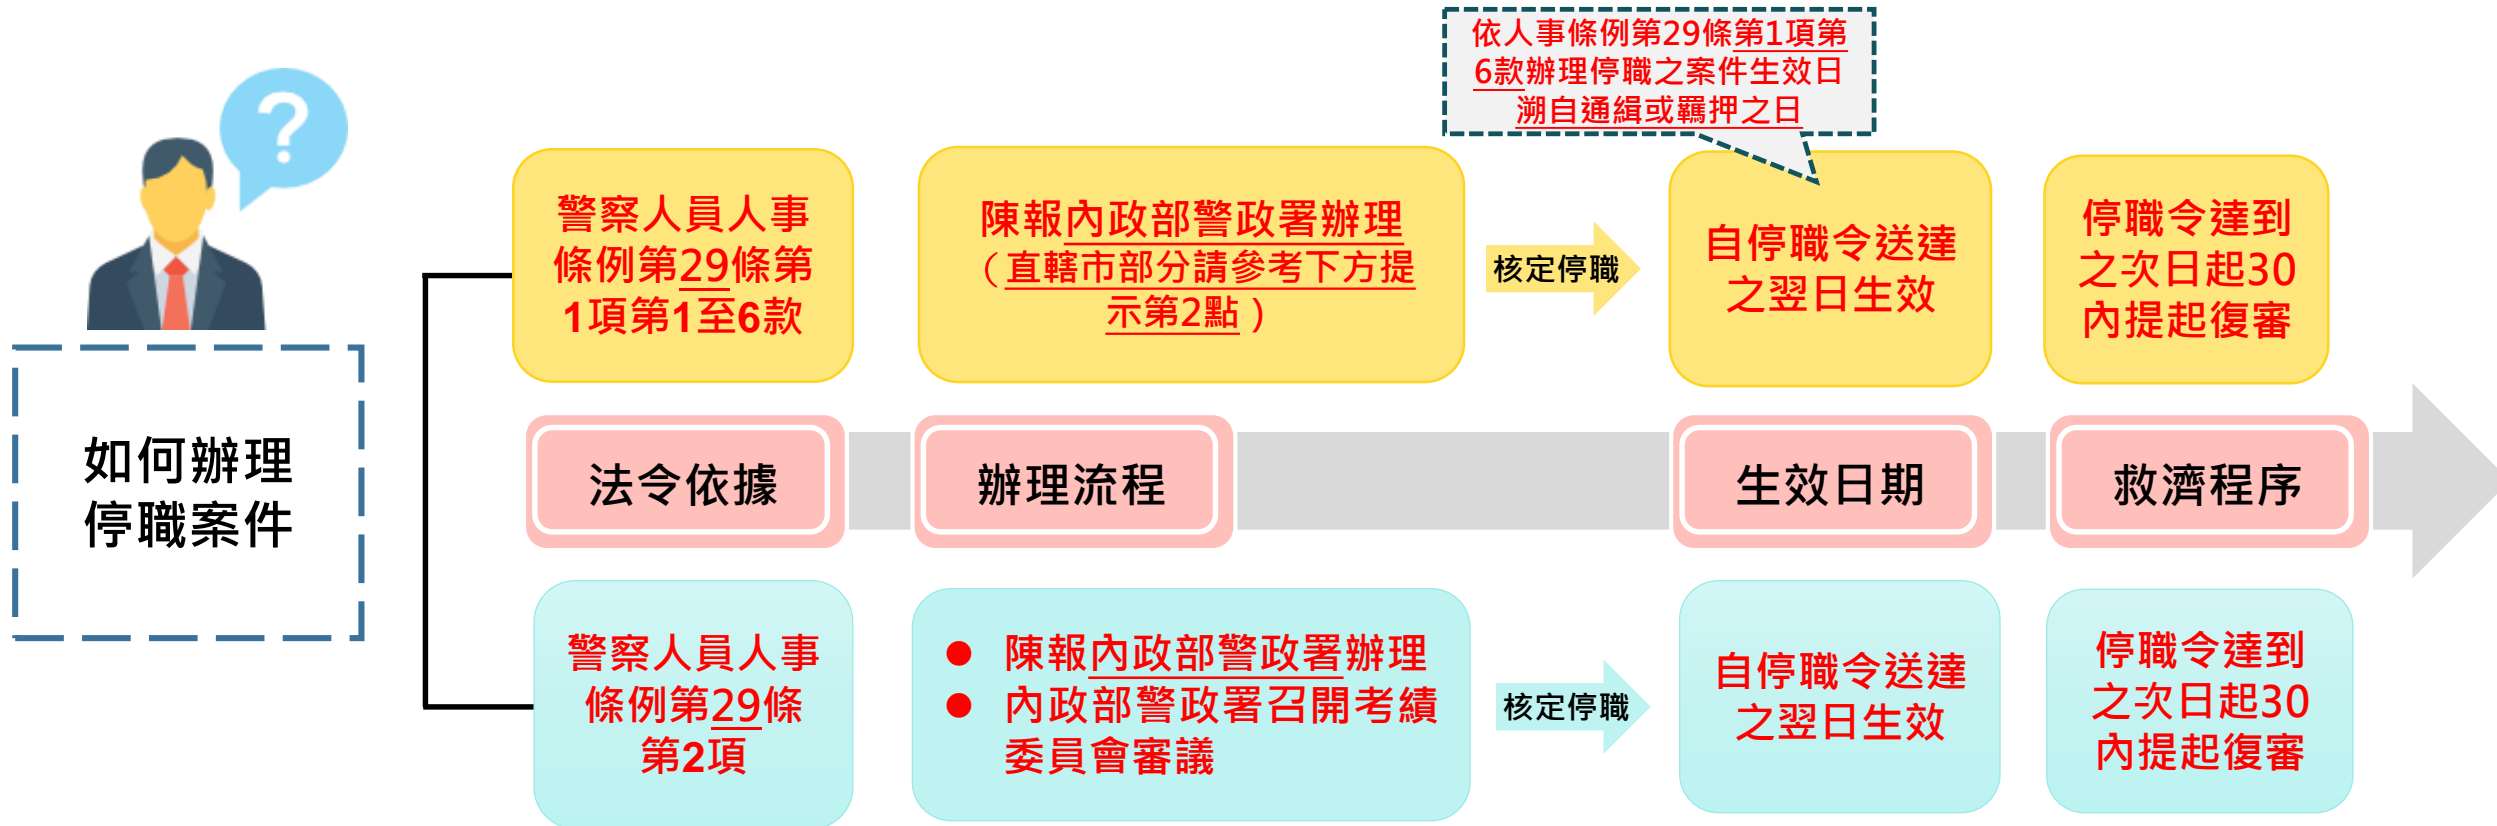 依人事條例第29條第1項第
6款辦理停職之案件生效日
溯自通緝或羈押之日
?
如何辦理
停職案件
警察人員人事
條例第29條第
1項第1至6款
陳報內政部警政署辦理
（直轄市部分請參考下方提
示第2點）
核定停職
自停職令送達
之翌日生效
停職令達到
之次日起30
內提起復審
法令依據
辦理流程
生效日期
救濟程序
警察人員人事
條例第29條
第2項
● 陳報內政部警政署辦理
● 內政部警政署召開考績
委員會審議
核定停職
自停職令送達
之翌日生效
停職令達到
之次日起30
內提起復審